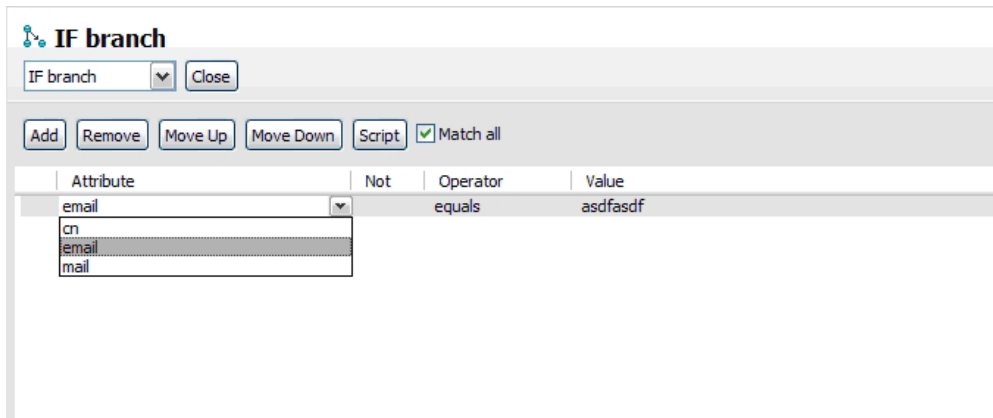 IF branch
IF branch Close
Add Remove Move Up Move Down Script Match all
Attribute Not Operator Value
email equals asdfasdf
cn
email
mail